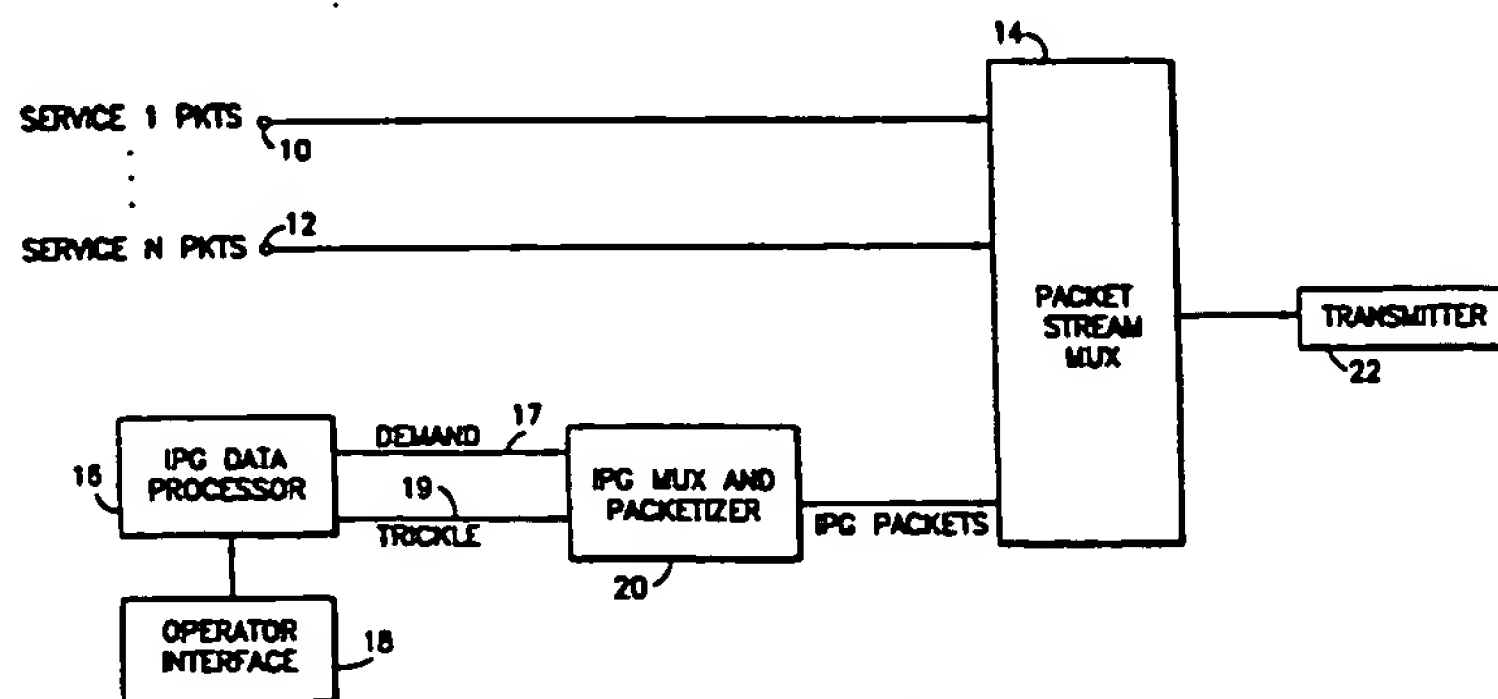 14
SERVICE 1 PKTS
10
SERVICE N PKTS
12
PACKET
STREAM
MUX
TRANSMITTER
22
IPG DATA
PROCESSOR
16
DEMAND
17
19
TRICKLE
IPG MUX AND
PACKETIZER
20
IPG PACKETS
OPERATOR
INTERFACE
18